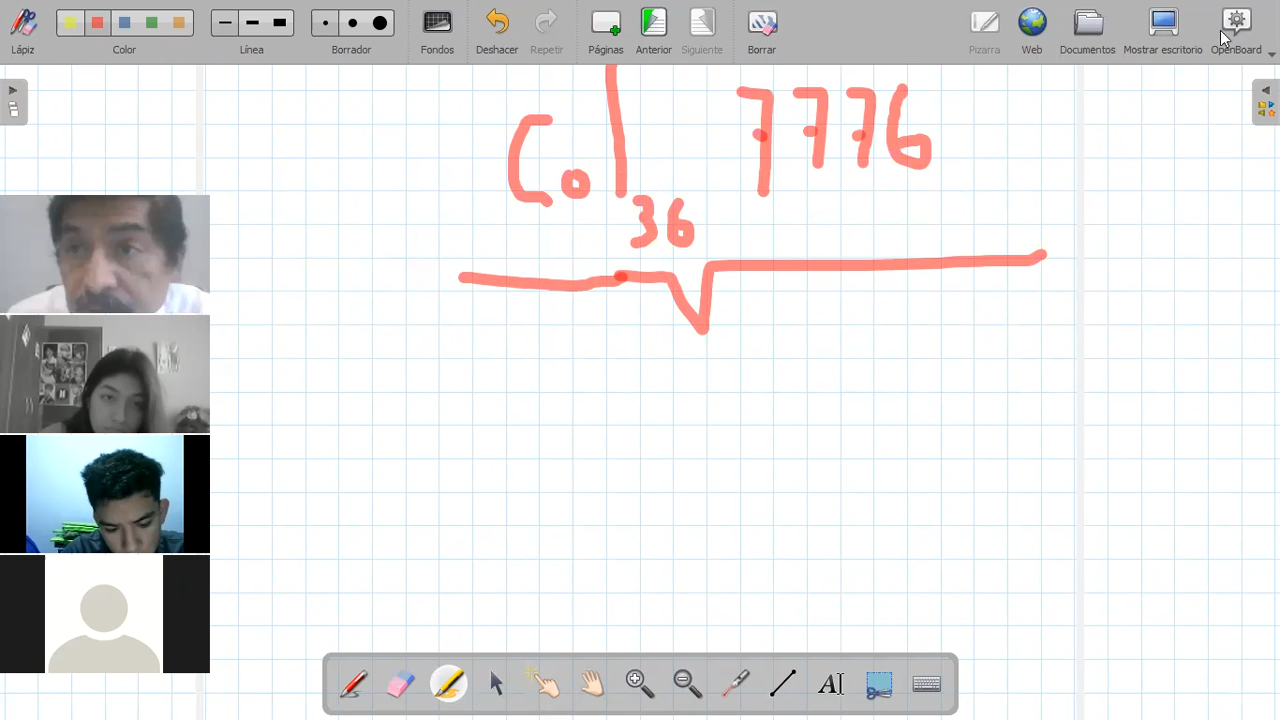 Lápiz Color Línea Borrador Fondos Deshacer Repetir Páginas Anterior Siguiente Borrar Pizarra Web Documentos Mostrar escritorio OpenBoard
Co 7776
36
AI